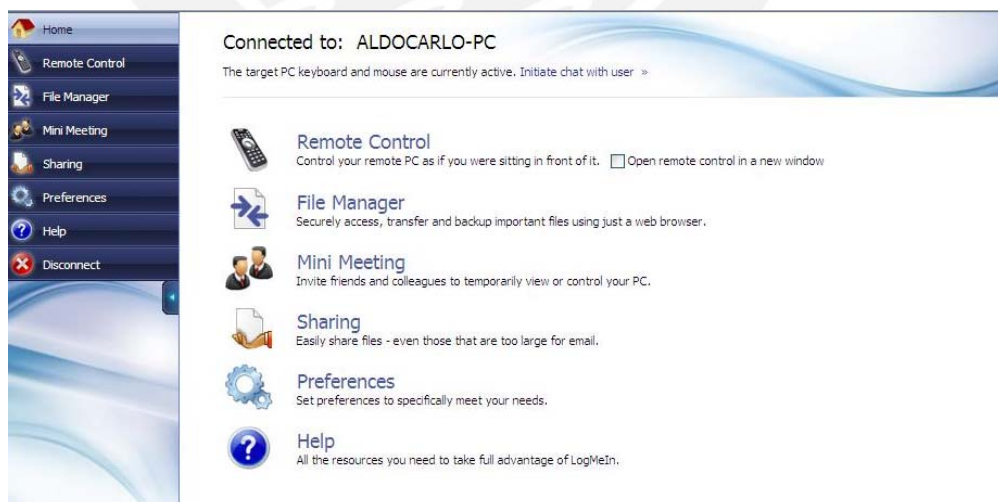 Home
Remote Control
File Manager
Mini Meeting
Sharing
Preferences
Help
Disconnect
Connected to: ALDOCARLO-PC
The target PC keyboard and mouse are currently active. Initiate chat with user »
Remote Control
Control your remote PC as if you were sitting in front of it. Open remote control in a new window
File Manager
Securely access, transfer and backup important files using just a web browser.
Mini Meeting
Invite friends and colleagues to temporarily view or control your PC.
Sharing
Easily share files - even those that are too large for email.
Preferences
Set preferences to specifically meet your needs.
Help
All the resources you need to take full advantage of LogMeIn.